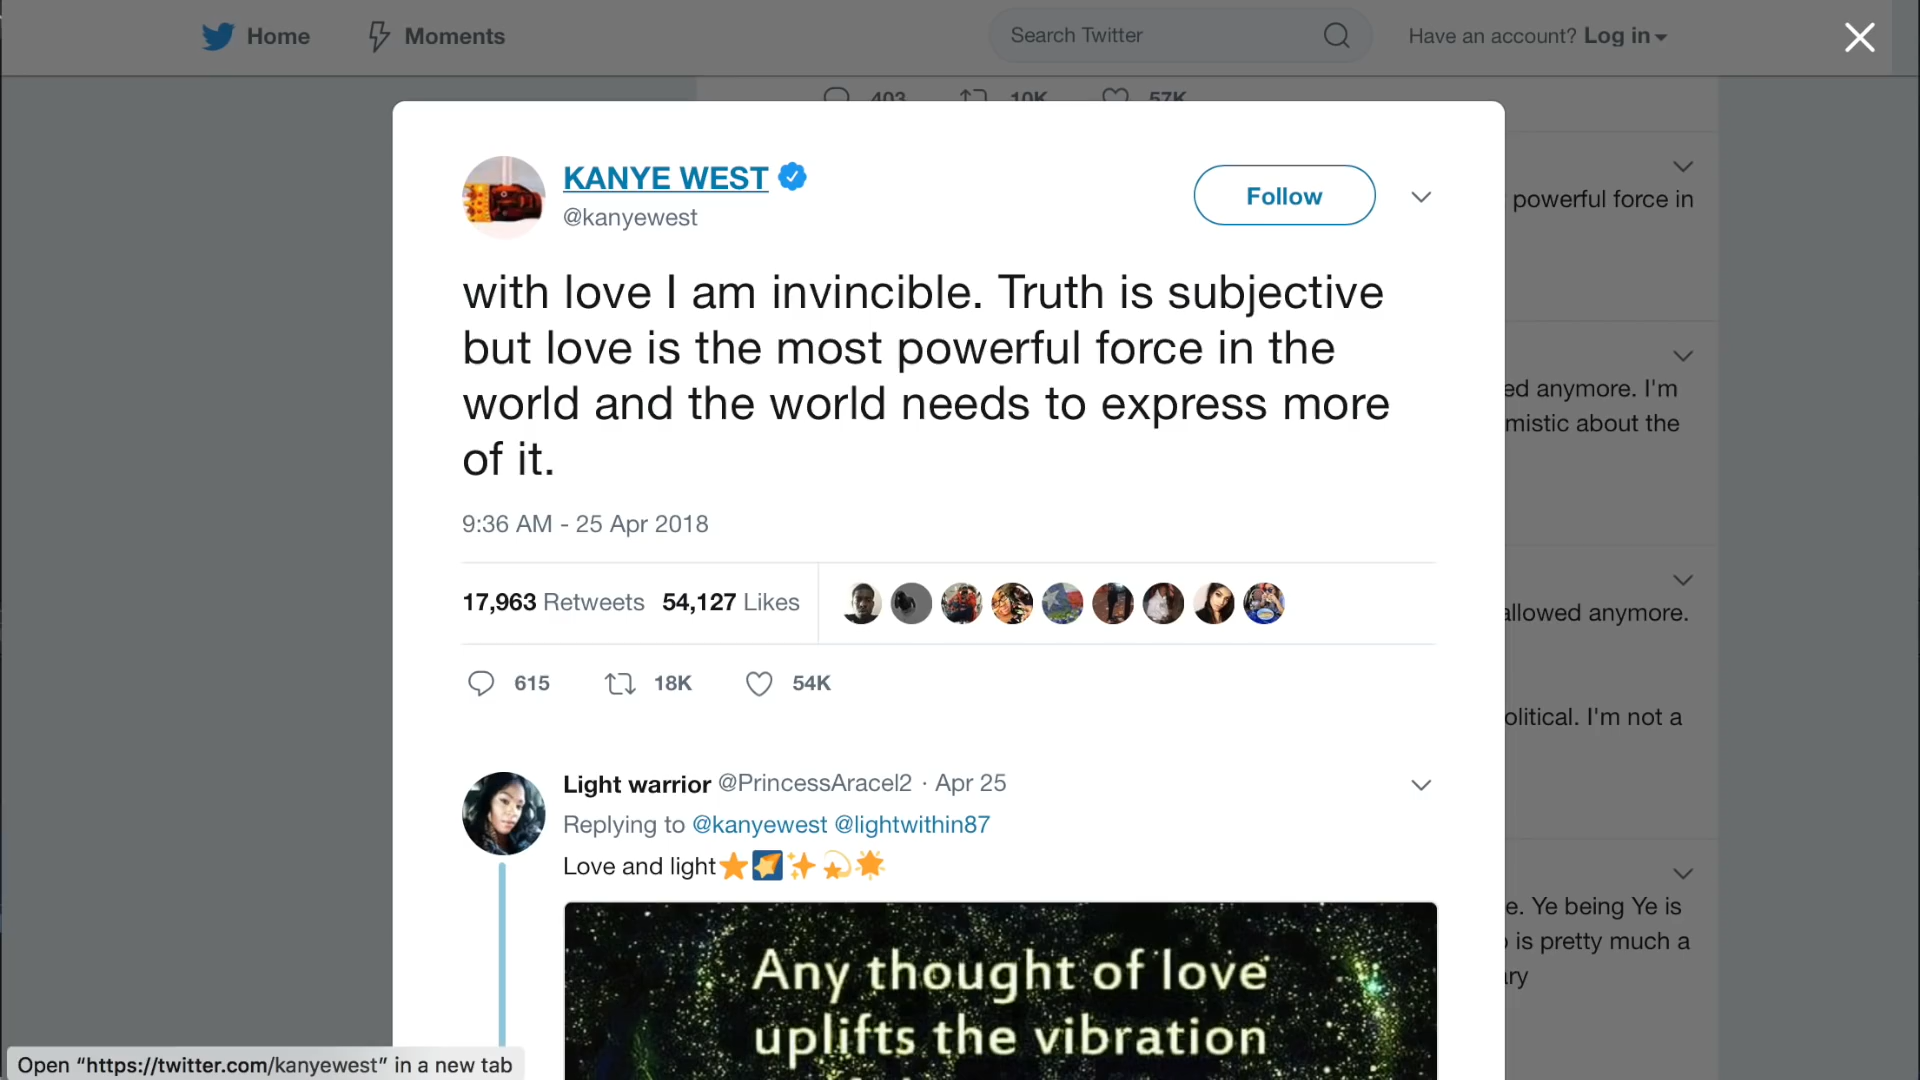 Home
Moments
Search Twitter
Have an account? Log in
403 10K 57K
KANYE WEST
@kanyewest
Follow
with love I am invincible. Truth is subjective
but love is the most powerful force in the
world and the world needs to express more
of it.
9:36 AM - 25 Apr 2018
17,963 Retweets 54,127 Likes
615 18K 54K
Light warrior @PrincessAracel2 · Apr 25
Replying to @kanyewest @lightwithin87
Love and light
Any thought of love
uplifts the vibration
powerful force in
anymore. I'm
about the
allowed anymore.
I'm not a
Ye being Ye is
is pretty much a
Open “https://twitter.com/kanyewest” in a new tab